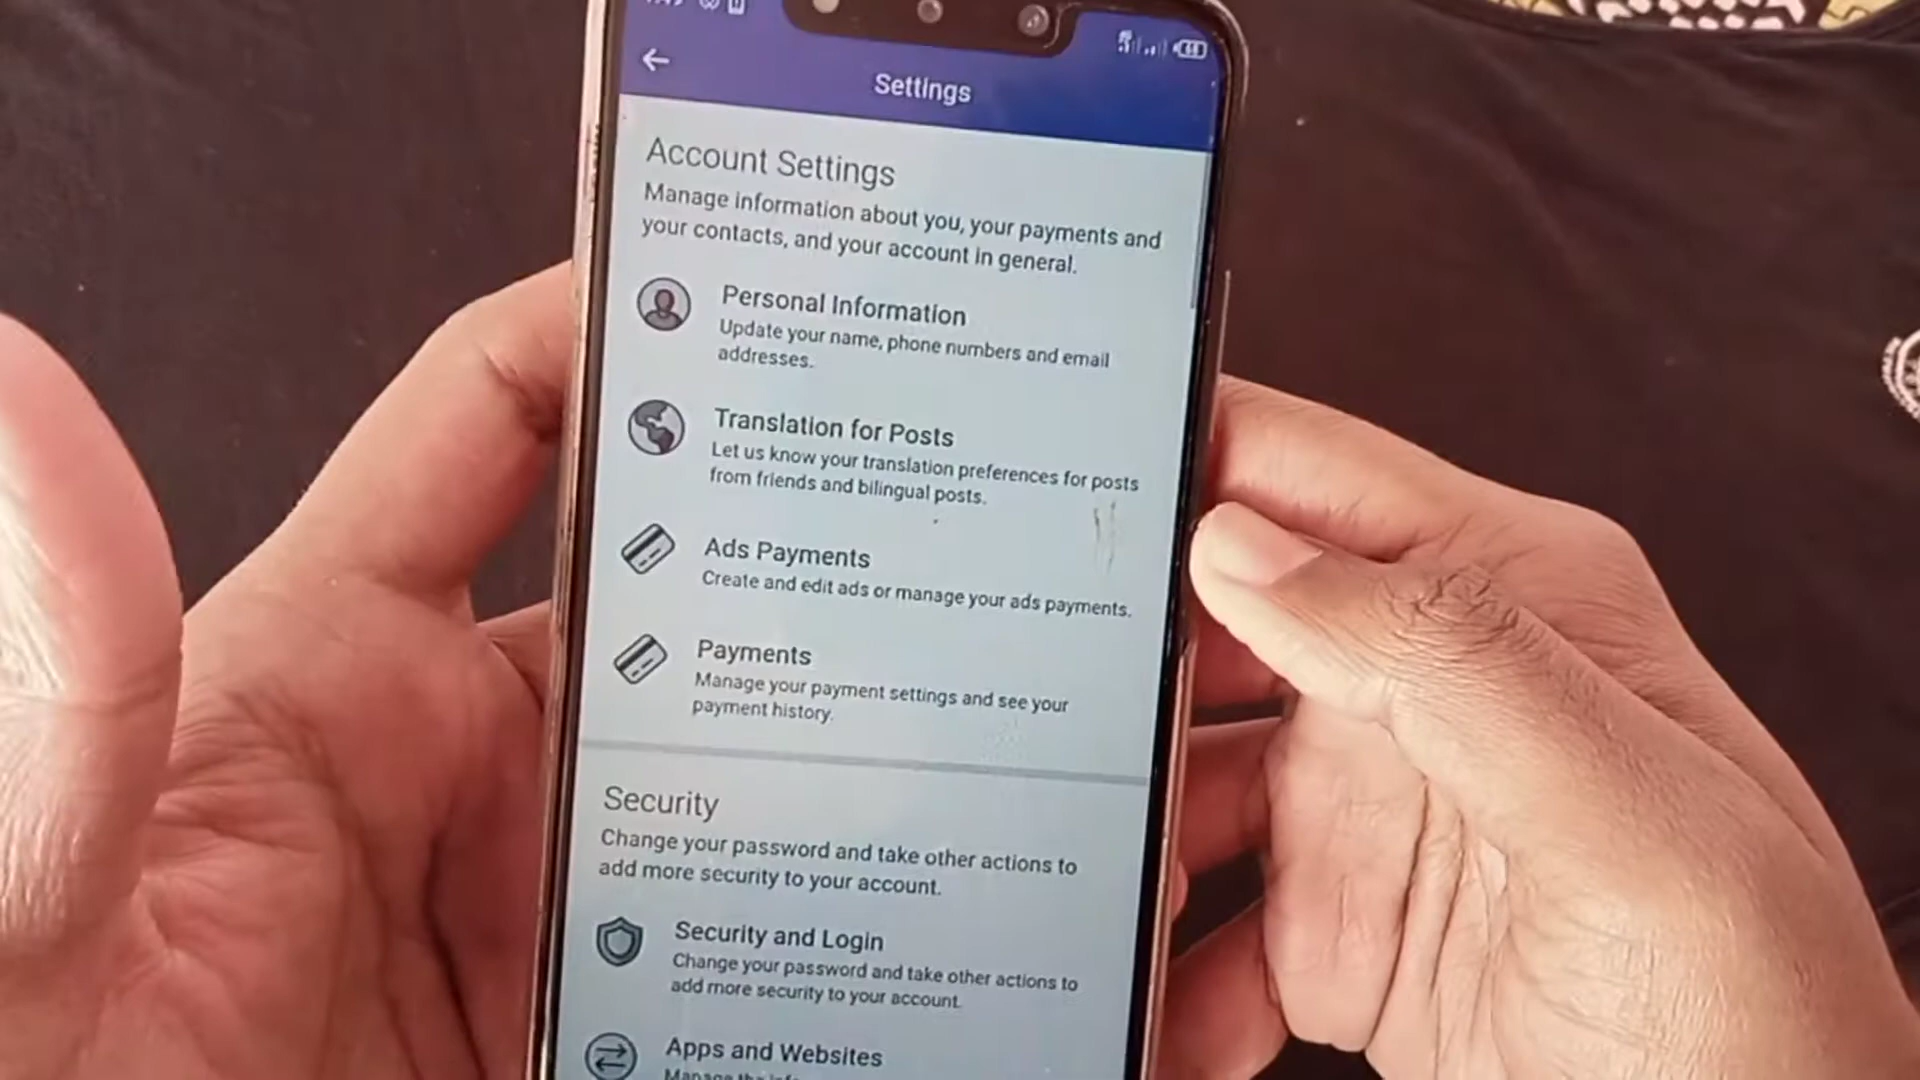 Settings
Account Settings
Manage information about you, your payments and
your contacts, and your account in general.
Personal Information
Update your name, phone numbers and email
addresses.
Translation for Posts
Let us know your translation preferences for posts
from friends and bilingual posts.
Ads Payments
Create and edit ads or manage your ads payments.
Payments
Manage your payment settings and see your
payment history.
Security
Change your password and take other actions to
add more security to your account.
Security and Login
Change your password and take other actions to
add more security to your account.
Apps and Websites
Manage the